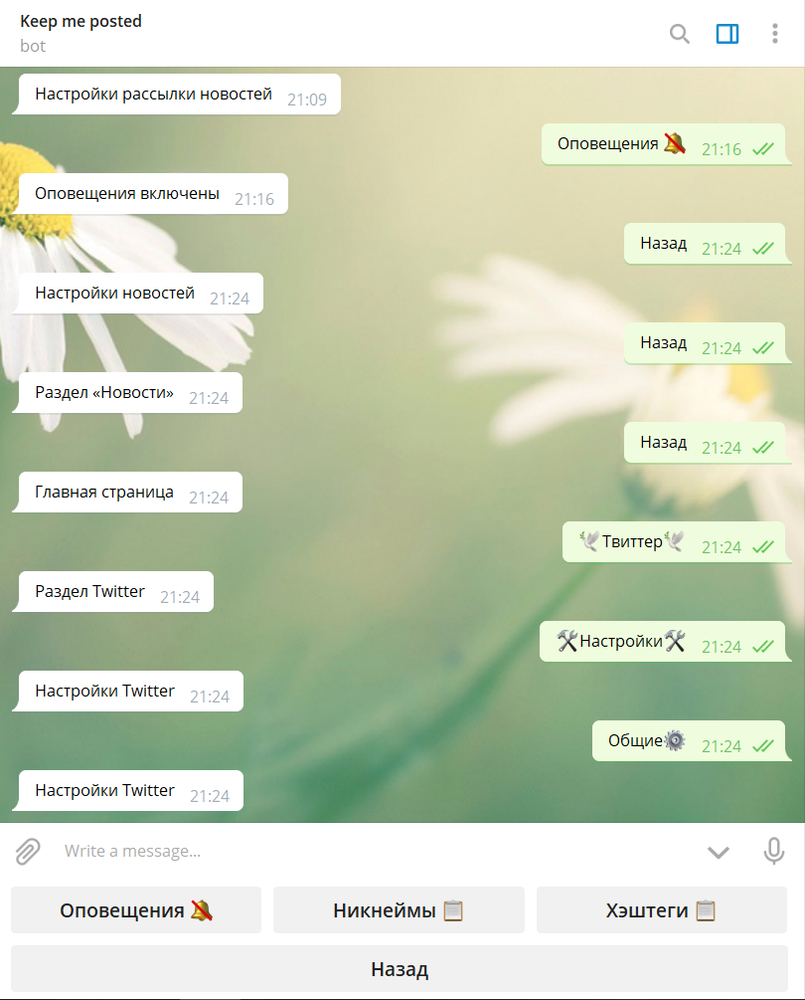 Keep me posted
bot
Настройки рассылки новостей 21:09
Оповещения 🔕 21:16
Оповещения включены 21:16
Назад 21:24
Настройки новостей 21:24
Назад 21:24
Раздел «Новости» 21:24
Назад 21:24
Главная страница 21:24
🕊Твиттер🕊 21:24
Раздел Twitter 21:24
🛠Настройки🛠 21:24
Настройки Twitter 21:24
Общие⚙ 21:24
Настройки Twitter 21:24
Write a message...
Оповещения 🔕 Никнеймы 📋 Хэштеги 📋
Назад